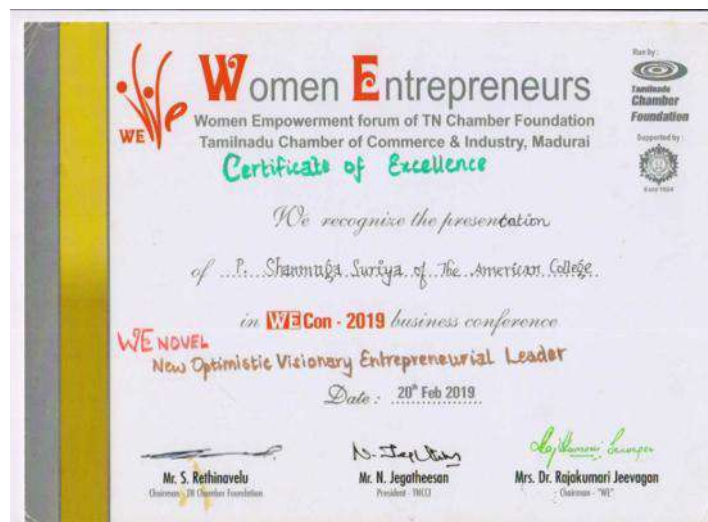 Women Entrepreneurs
Women Empowerment forum of TN Chamber Foundation
Tamilnadu Chamber of Commerce & Industry, Madurai
WE
Run by :
Tamilnadu
Chamber
Foundation
Supported by :
Since 1924
Certificate of Excellence
We recognize the presentation
of P. Shanmuga Suriya of The American College
in WECon - 2019 business conference
WE NOVEL
New Optimistic Visionary Entrepreneurial Leader
Date : 20th Feb 2019
Mr. S. Rethinavelu
Chairman - TN Chamber Foundation
Mr. N. Jegatheesan
President - TNCCI
Mrs. Dr. Rajakumari Jeevagan
Chairman - "WE"